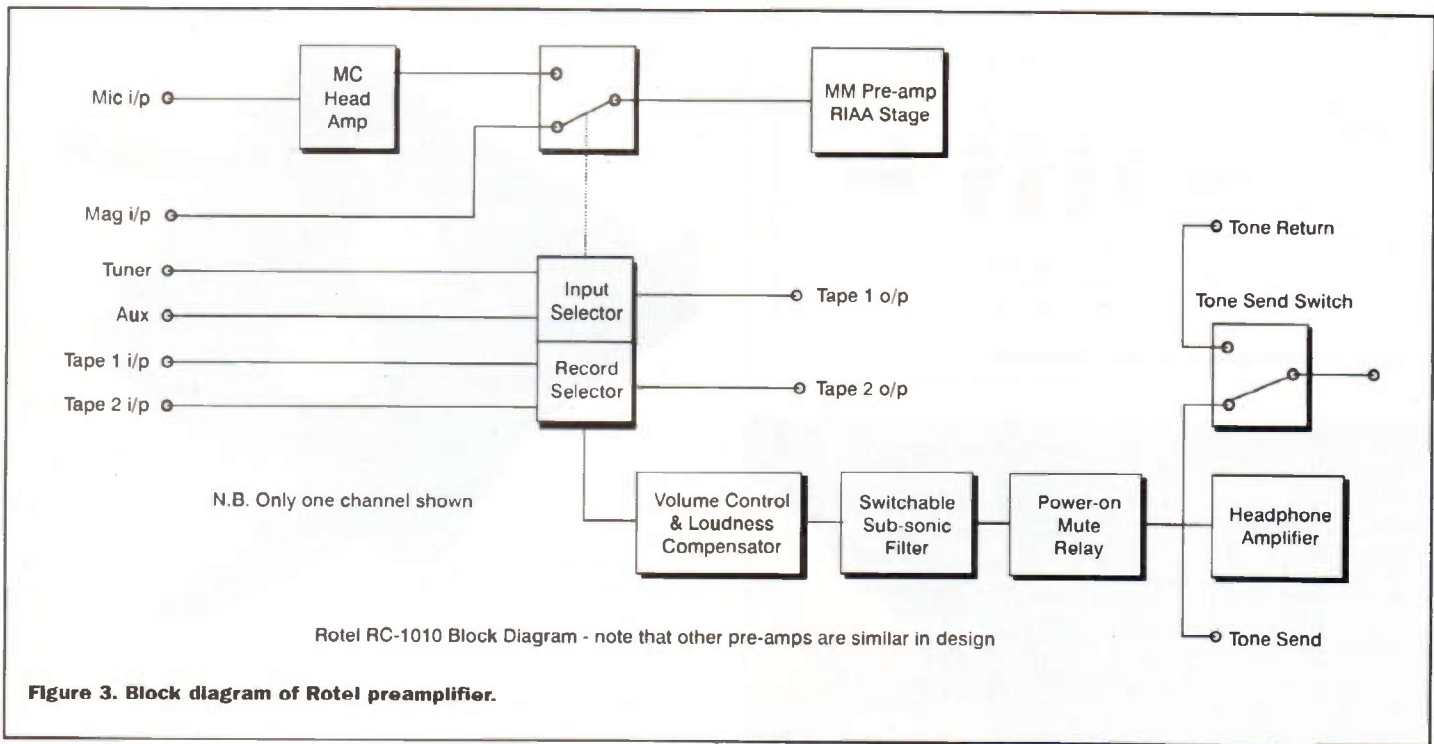 Mic i/p
MC
Head
Amp
MM Pre-amp
RIAA Stage
Mag i/p
Tuner
Aux
Tape 1 i/p
Tape 2 i/p
Input
Selector
Record
Selector
Tape 1 o/p
Tape 2 o/p
Tone Return
Tone Send Switch
N.B. Only one channel shown
Volume Control
& Loudness
Compensator
Switchable
Sub-sonic
Filter
Power-on
Mute
Relay
Headphone
Amplifier
Tone Send
Rotel RC-1010 Block Diagram - note that other pre-amps are similar in design
Figure 3. Block diagram of Rotel preamplifier.